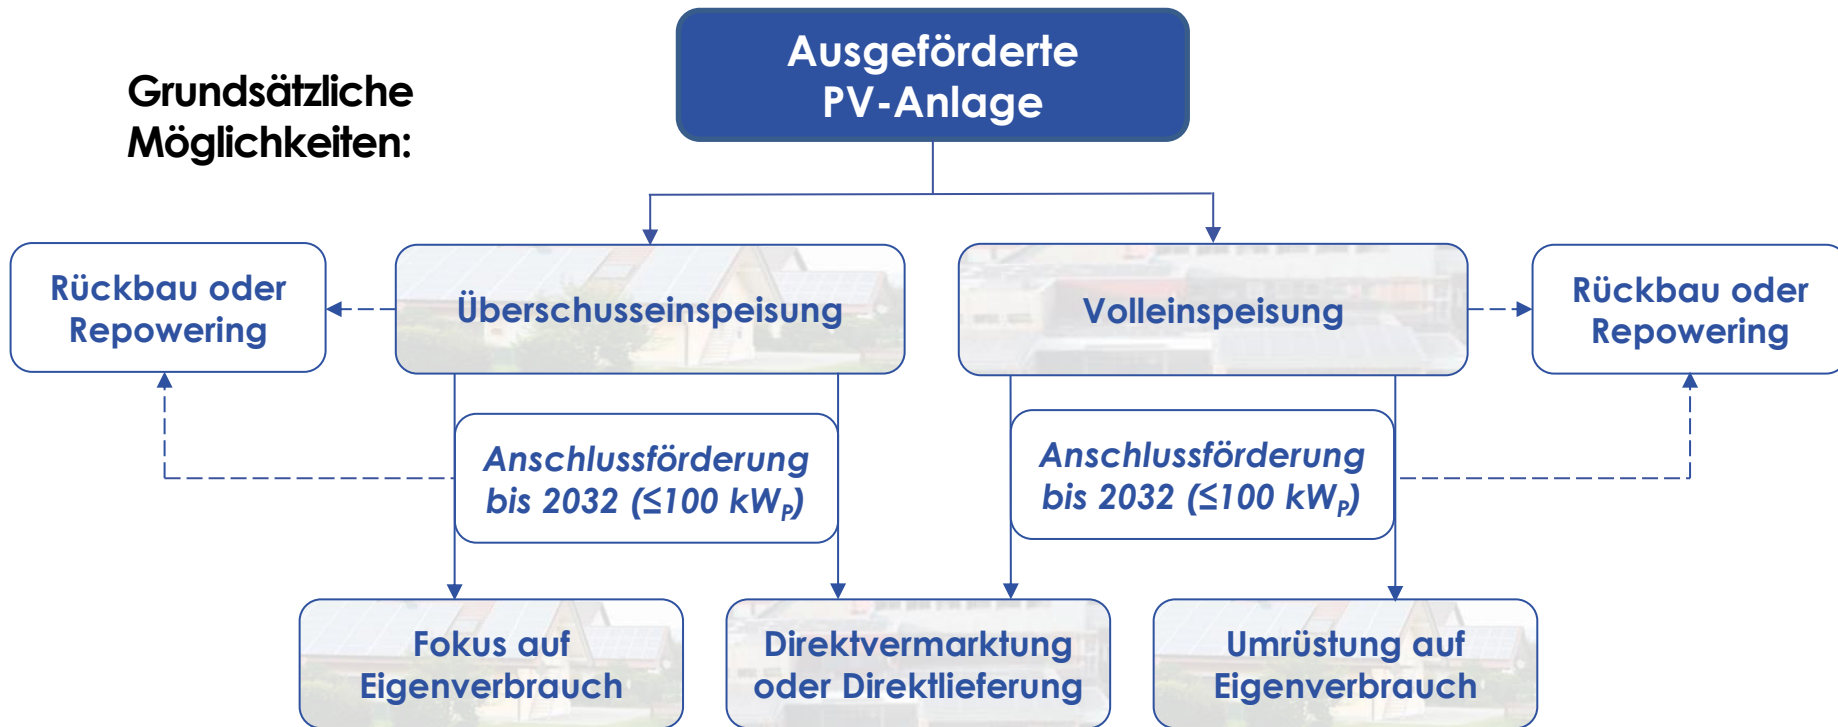 Grundsätzliche
Möglichkeiten:
Ausgeförderte
PV-Anlage
Rückbau oder
Repowering
Überschusseinspeisung
Volleinspeisung
Rückbau oder
Repowering
Anschlussförderung
bis 2032 (≤100 kWP)
Anschlussförderung
bis 2032 (≤100 kWP)
Fokus auf
Eigenverbrauch
Direktvermarktung
oder Direktlieferung
Umrüstung auf
Eigenverbrauch